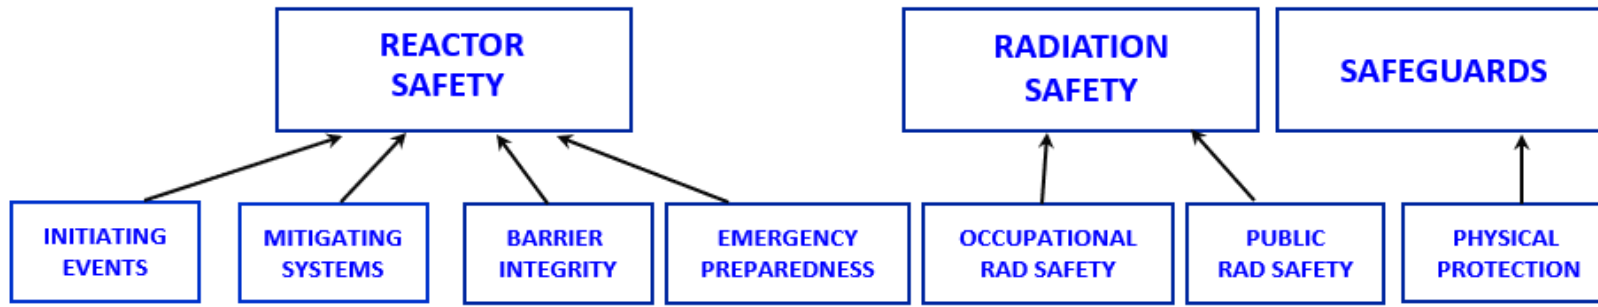 REACTOR
SAFETY
RADIATION
SAFETY
SAFEGUARDS
INITIATING
EVENTS
MITIGATING
SYSTEMS
BARRIER
INTEGRITY
EMERGENCY
PREPAREDNESS
OCCUPATIONAL
RAD SAFETY
PUBLIC
RAD SAFETY
PHYSICAL
PROTECTION